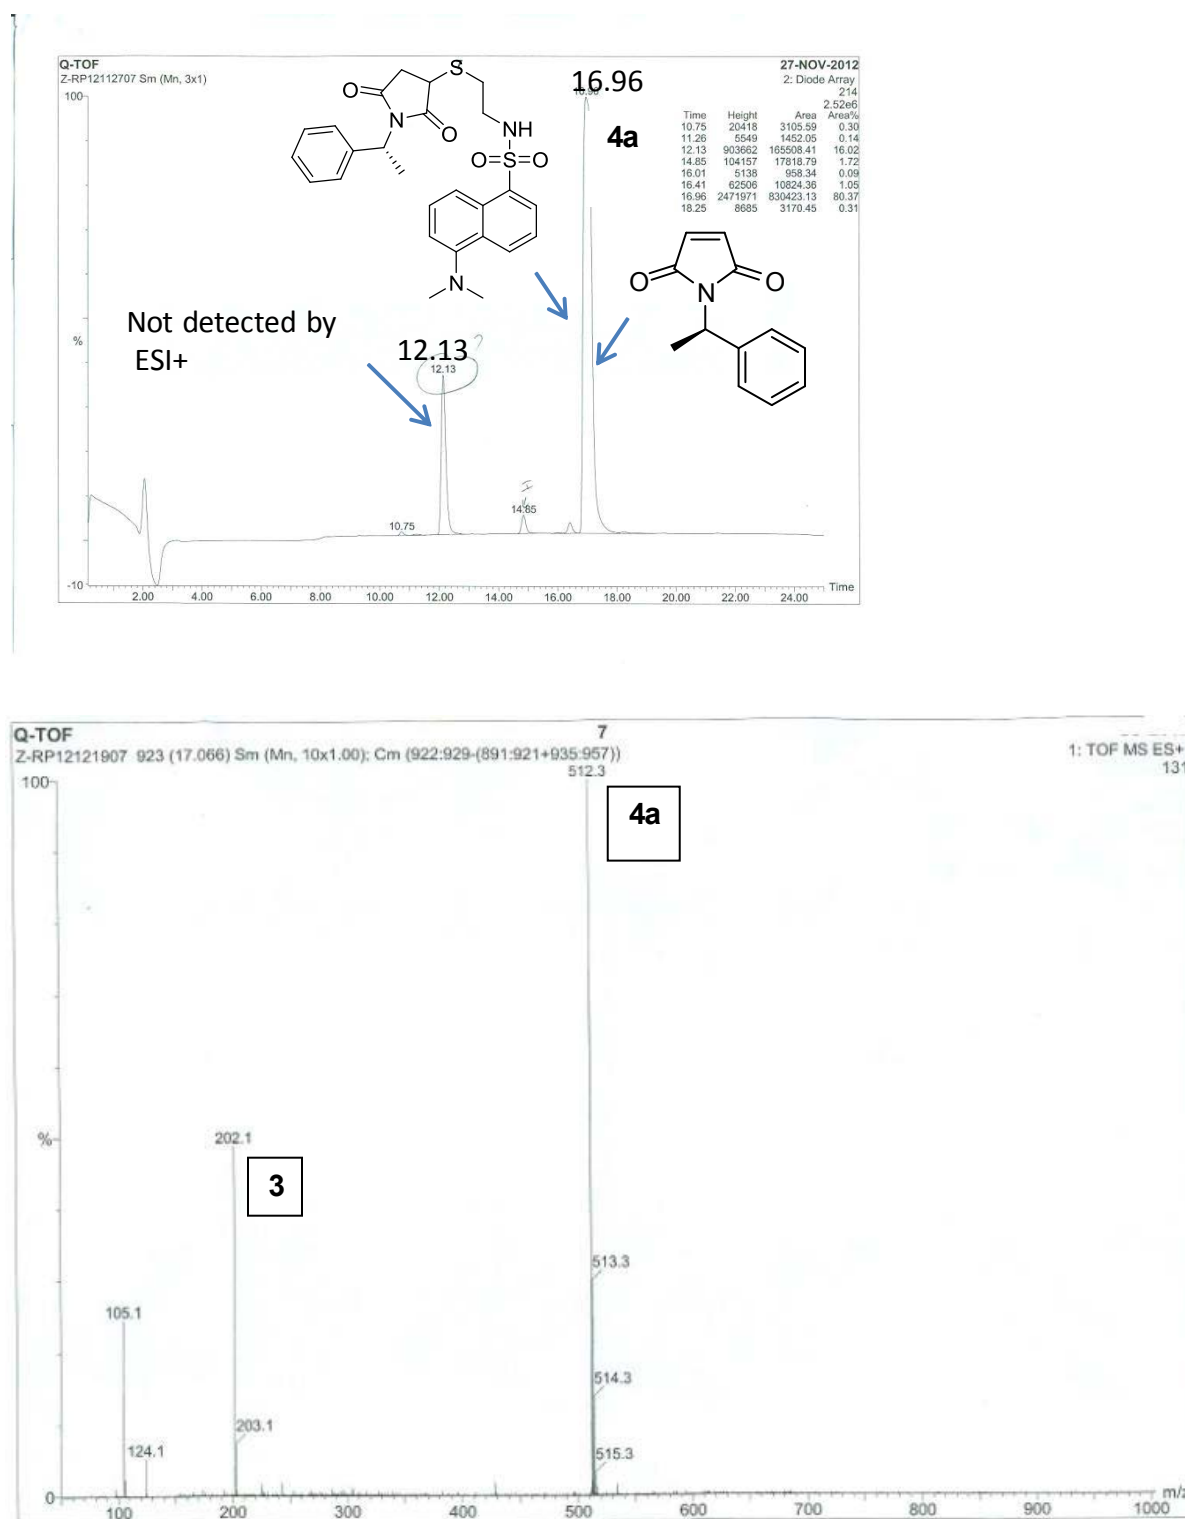 Q-TOF
Z-RP12112707 Sm (Mn, 3x1)
27-NOV-2012
2: Diode Array
214
2.52e6
Time Height Area Area%
10.75 20418 3105.59 0.30
11.26 5549 1452.05 0.14
12.13 903662 165508.41 16.02
14.85 104157 17818.79 1.72
16.01 5138 958.34 0.09
16.41 62506 10824.36 1.05
16.96 2471971 830423.13 80.37
18.25 8685 3170.45 0.31
100
%
-10
16.96
16.96
4a
O
N
O
S
NH
O=S=O
N
O
N
O
Not detected by
ESI+
12.13
12.13
?
10.75
14.85
2.00 4.00 6.00 8.00 10.00 12.00 14.00 16.00 18.00 20.00 22.00 24.00
Time
Q-TOF
7
Z-RP12121907 923 (17.066) Sm (Mn, 10x1.00); Cm (922:929-(891:921+935:957))
1: TOF MS ES+
131
100
%
0
512.3
4a
202.1
3
513.3
105.1
514.3
203.1
124.1
515.3
100 200 300 400 500 600 700 800 900 1000
m/z